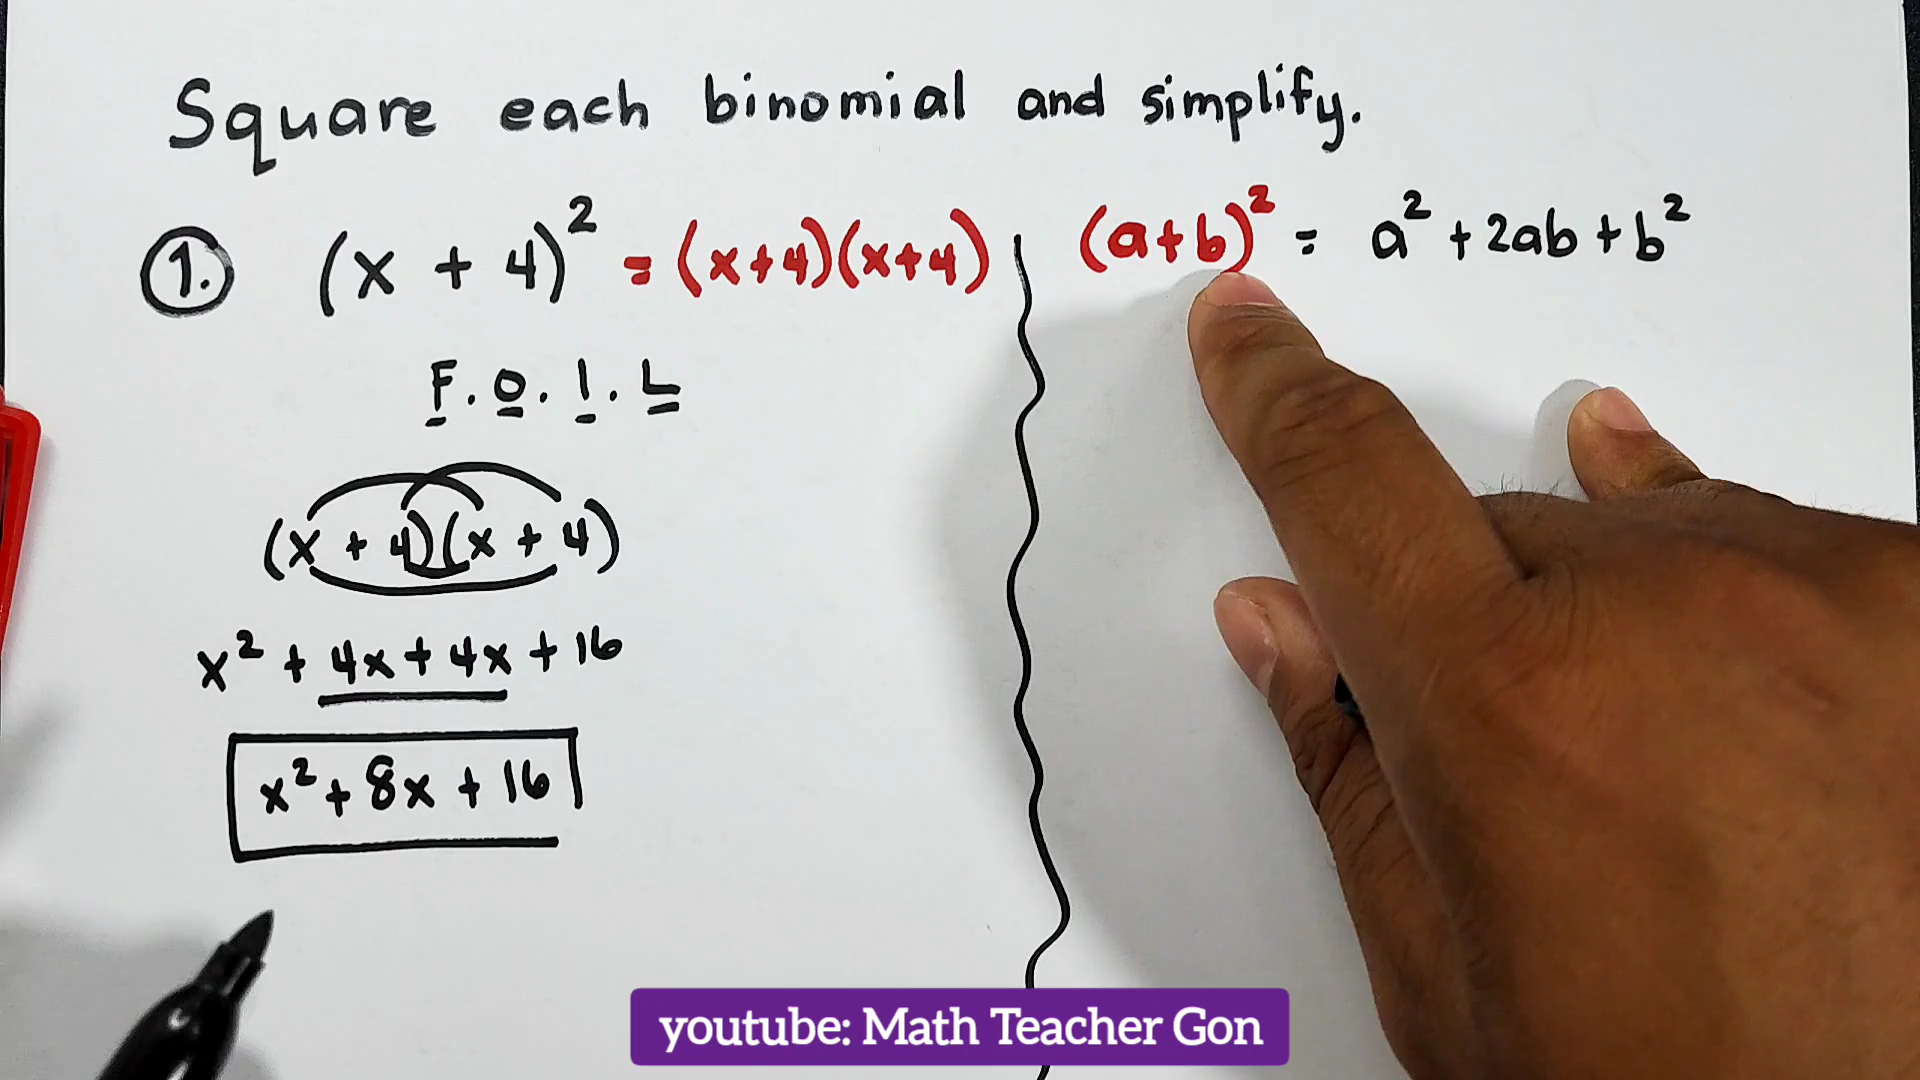 Square each binomial and simplify.
1. (x + 4)² = (x+4)(x+4)
F. O. I. L
(x + 4)(x + 4)
x² + 4x + 4x + 16
x² + 8x + 16
(a+b)² = a² + 2ab + b²
youtube: Math Teacher Gon